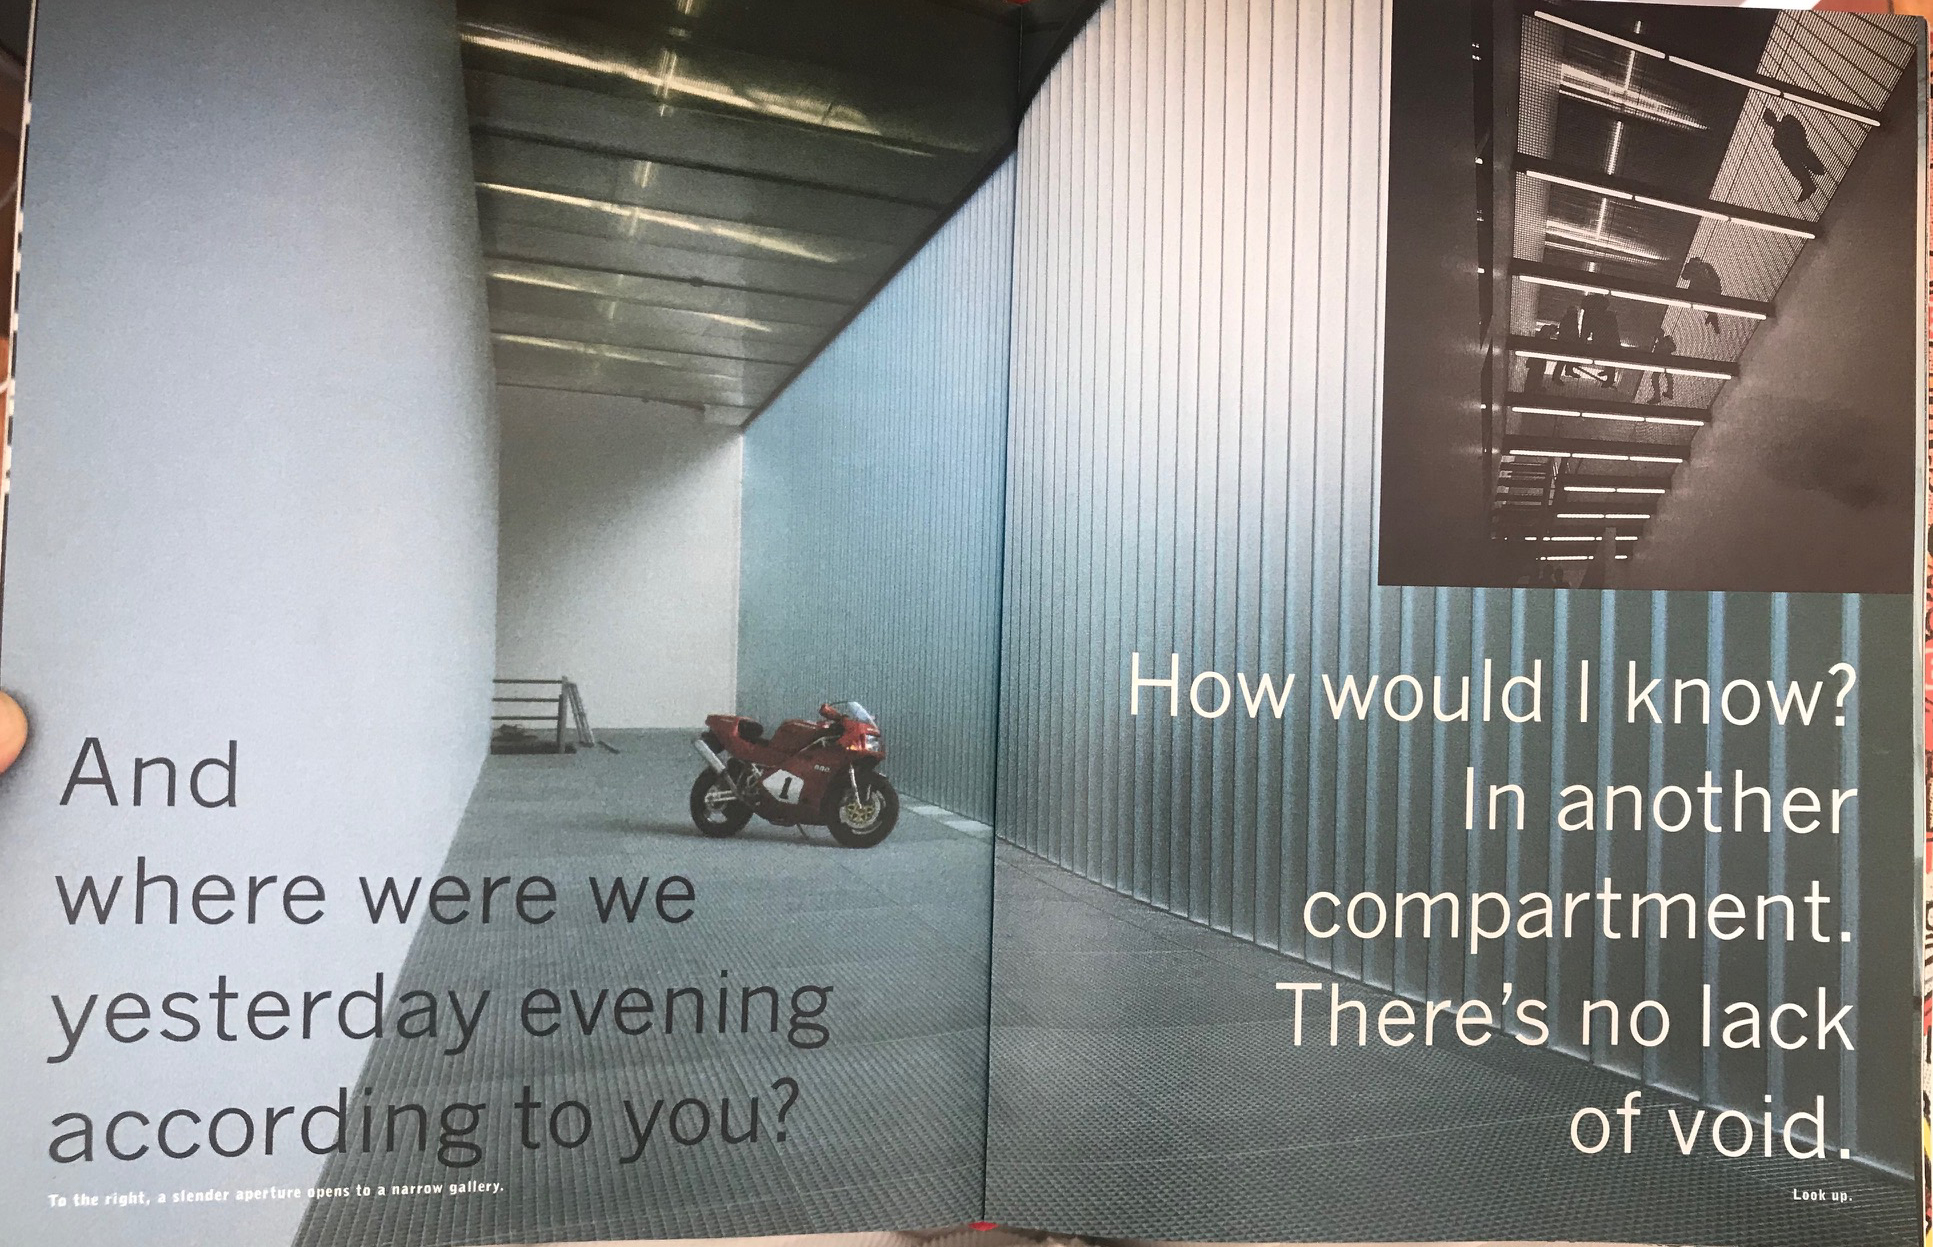 And
where were we
yesterday evening
according to you?
To the right, a slender aperture opens to a narrow gallery.
How would I know?
In another
compartment.
There's no lack
of void.
Look up.
1